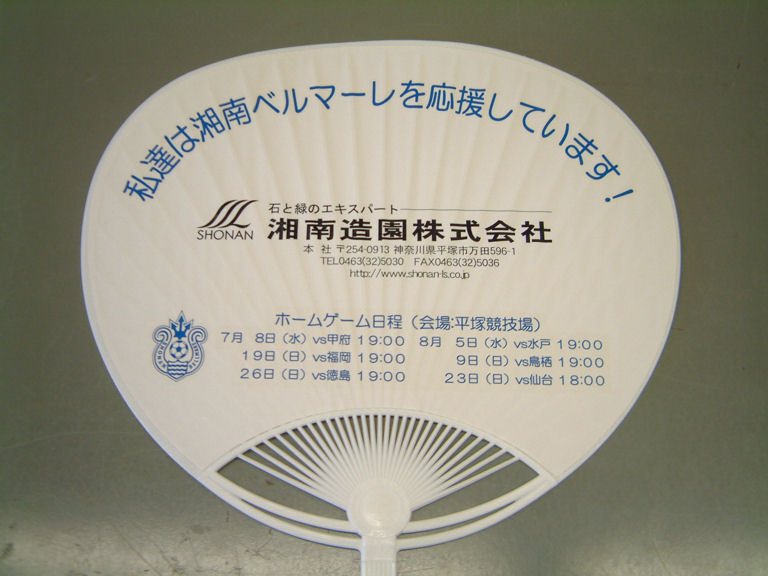 私達は湘南ベルマーレを応援しています！
石と緑のエキスパート
SHONAN
湘南造園株式会社
本 社 〒254-0913 神奈川県平塚市万田596-1
TEL0463(32)5030 FAX0463(32)5036
http://www.shonan-ls.co.jp
ホームゲーム日程（会場:平塚競技場）
7月 8日（水）vs甲府 19:00 8月 5日（水）vs水戸 19:00
19日（日）vs福岡 19:00 9日（日）vs鳥栖 19:00
26日（日）vs徳島 19:00 23日（日）vs仙台 18:00